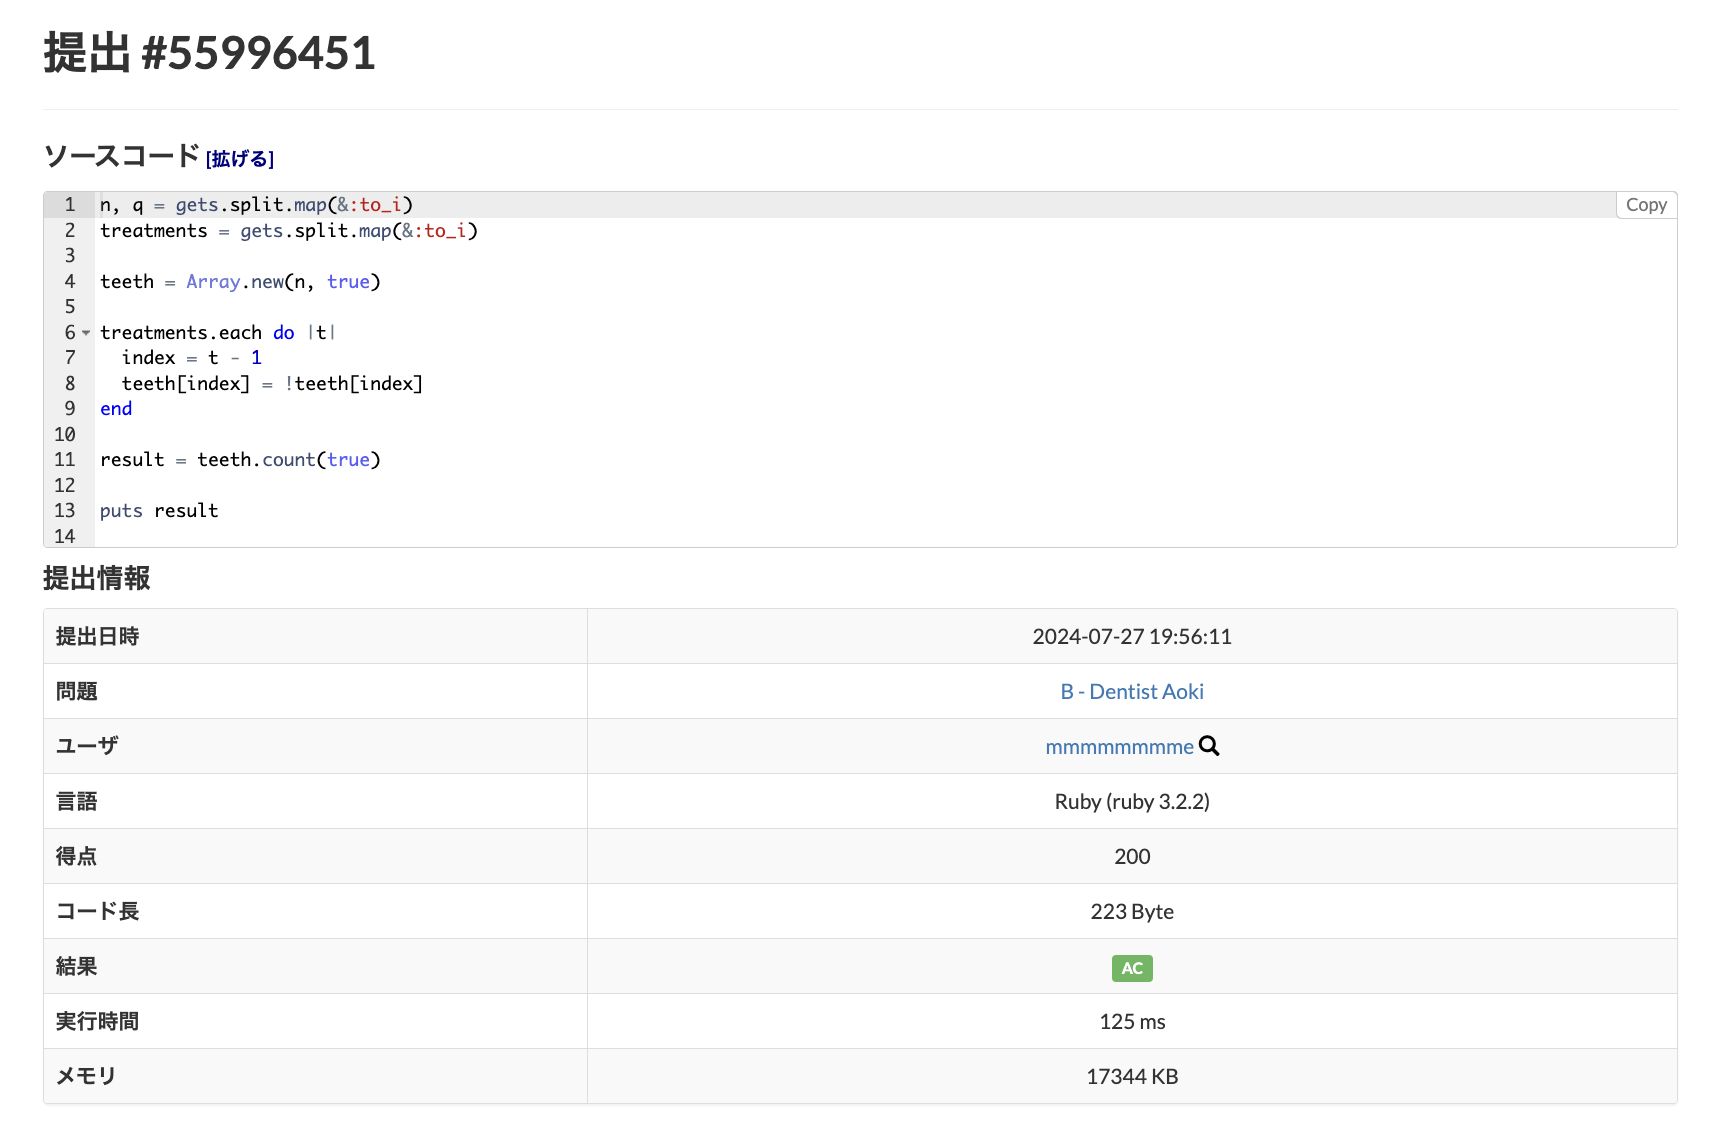 提出 #55996451
ソースコード [拡げる]
Copy
1 n, q = gets.split.map(&:to_i)
2 treatments = gets.split.map(&:to_i)
3
4 teeth = Array.new(n, true)
5
6 treatments.each do |t|
7   index = t - 1
8   teeth[index] = !teeth[index]
9 end
10
11 result = teeth.count(true)
12
13 puts result
14
提出情報
提出日時 2024-07-27 19:56:11
問題 B - Dentist Aoki
ユーザ mmmmmmmme
言語 Ruby (ruby 3.2.2)
得点 200
コード長 223 Byte
結果 AC
実行時間 125 ms
メモリ 17344 KB